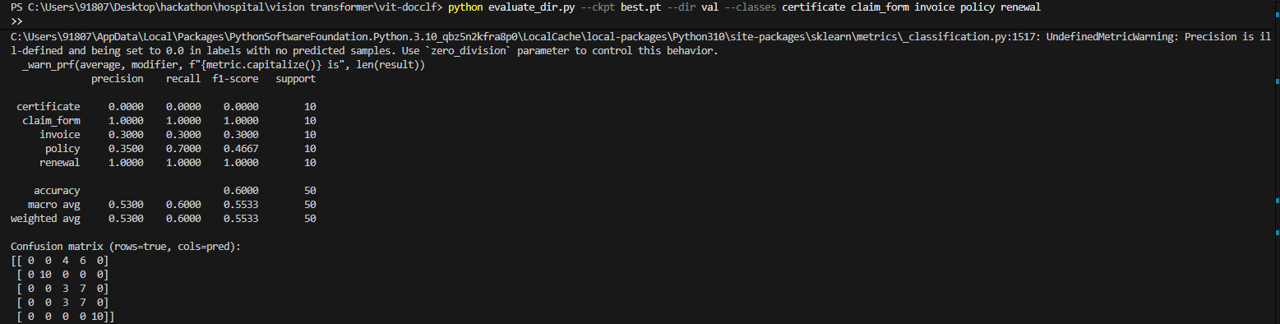 PS C:\Users\91807\Desktop\hackathon\hospital\vision transformer\vit-docclf> python evaluate_dir.py --ckpt best.pt --dir val --classes certificate claim_form invoice policy renewal
>>
C:\Users\91807\AppData\Local\Packages\PythonSoftwareFoundation.Python.3.10_qbz5n2kfra8p0\LocalCache\local-packages\Python310\site-packages\sklearn\metrics\_classification.py:1517: UndefinedMetricWarning: Precision is il
l-defined and being set to 0.0 in labels with no predicted samples. Use `zero_division` parameter to control this behavior.
  _warn_prf(average, modifier, f"{metric.capitalize()} is", len(result))
              precision    recall  f1-score   support

 certificate     0.0000    0.0000    0.0000        10
  claim_form     1.0000    1.0000    1.0000        10
     invoice     0.3000    0.3000    0.3000        10
      policy     0.3500    0.7000    0.4667        10
     renewal     1.0000    1.0000    1.0000        10

    accuracy                         0.6000        50
   macro avg     0.5300    0.6000    0.5533        50
weighted avg     0.5300    0.6000    0.5533        50

Confusion matrix (rows=true, cols=pred):
[[ 0  0  4  6  0]
 [ 0 10  0  0  0]
 [ 0  0  3  7  0]
 [ 0  0  3  7  0]
 [ 0  0  0  0 10]]